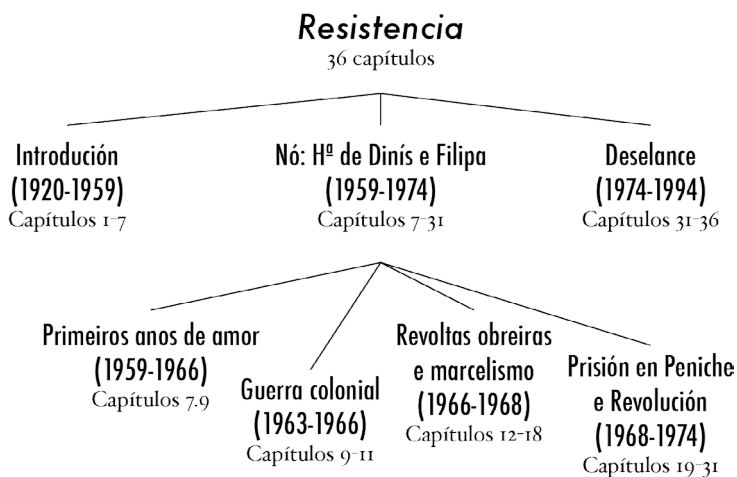 Resistencia
36 capítulos
Introdución
(1920-1959)
Capítulos 1-7
Nó: Hª de Dinís e Filipa
(1959-1974)
Capítulos 7-31
Deselance
(1974-1994)
Capítulos 31-36
Primeiros anos de amor
(1959-1966)
Capítulos 7.9
Guerra colonial
(1963-1966)
Capítulos 9-11
Revoltas obreiras
e marcelismo
(1966-1968)
Capítulos 12-18
Prisión en Peniche
e Revolución
(1968-1974)
Capítulos 19-31